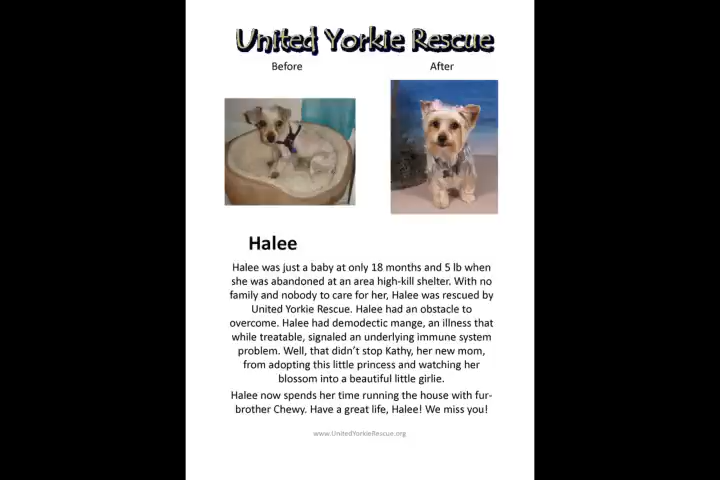 United Yorkie Rescue
Before
After
Halee
Halee was just a baby at only 18 months and 5 lb when
she was abandoned at an area high-kill shelter. With no
family and nobody to care for her, Halee was rescued by
United Yorkie Rescue. Halee had an obstacle to
overcome. Halee had demodectic mange, an illness that
while treatable, signaled an underlying immune system
problem. Well, that didn't stop Kathy, her new mom,
from adopting this little princess and watching her
blossom into a beautiful little girlie.
Halee now spends her time running the house with fur-
brother Chewy. Have a great life, Halee! We miss you!
www.UnitedYorkieRescue.org